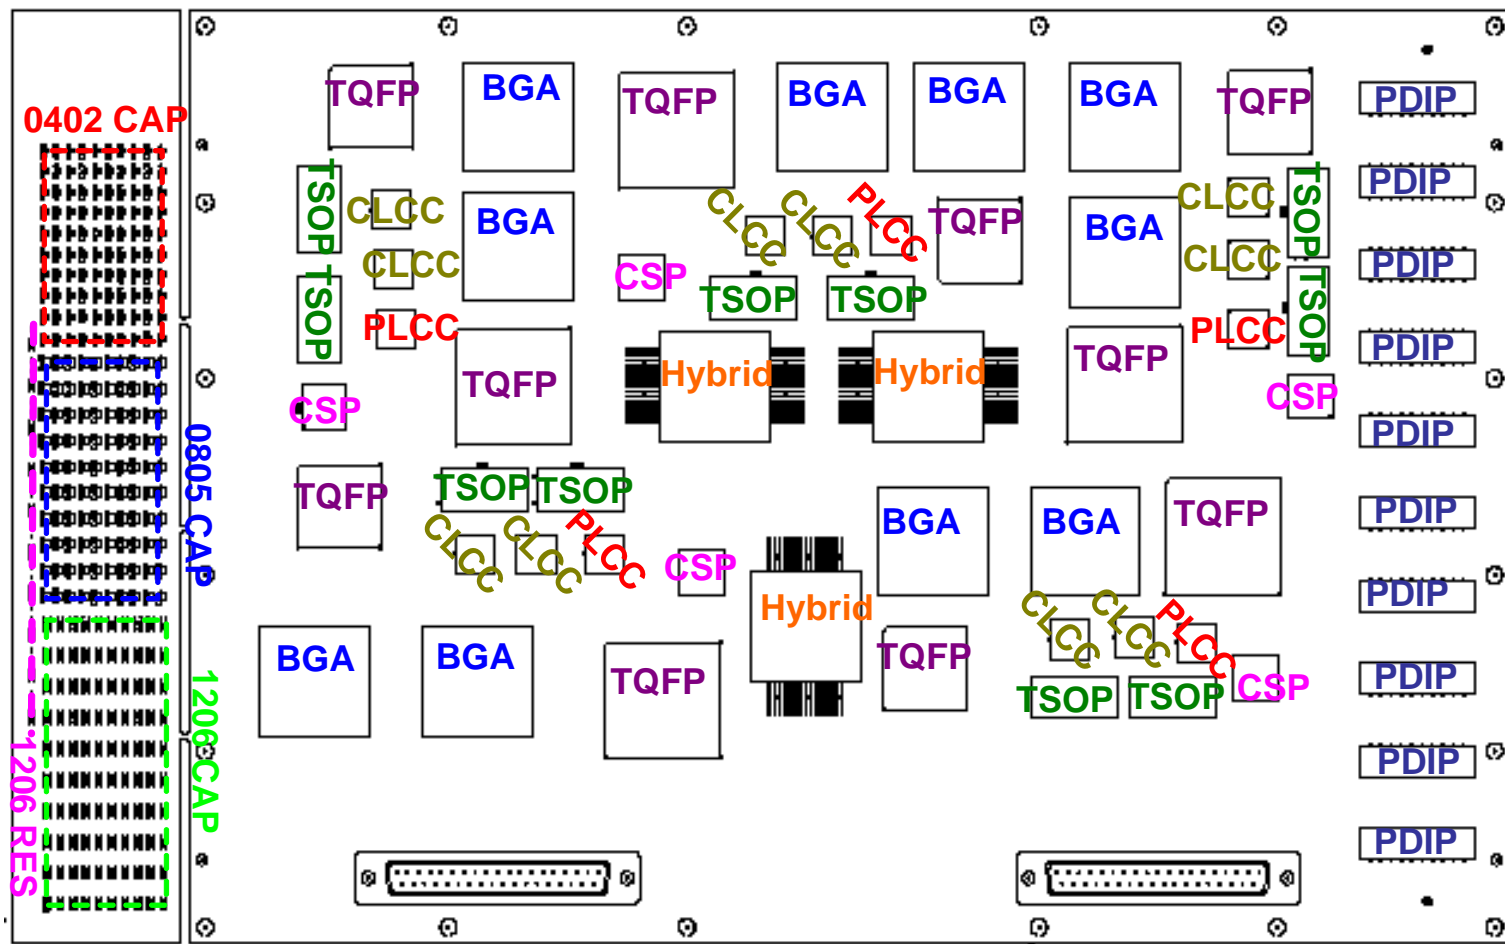 TQFP
BGA
TQFP
BGA
BGA
BGA
TQFP
PDIP
0402 CAP
TSOP
CLCC
BGA
CLCC
CLCC
PLCC
TQFP
BGA
CLCC
TSOP
PDIP
CLCC
CSP
TSOP
TSOP
CLCC
PDIP
TSOP
PLCC
TQFP
Hybrid
Hybrid
TQFP
PLCC
TSOP
PDIP
CSP
CSP
PDIP
0805 CAP
TQFP
TSOP
TSOP
BGA
BGA
TQFP
PDIP
CLCC
CLCC
PLCC
CSP
Hybrid
CLCC
CLCC
PLCC
PDIP
BGA
BGA
TQFP
TQFP
TSOP
TSOP
CSP
PDIP
1206 CAP
1206 RES
PDIP
PDIP